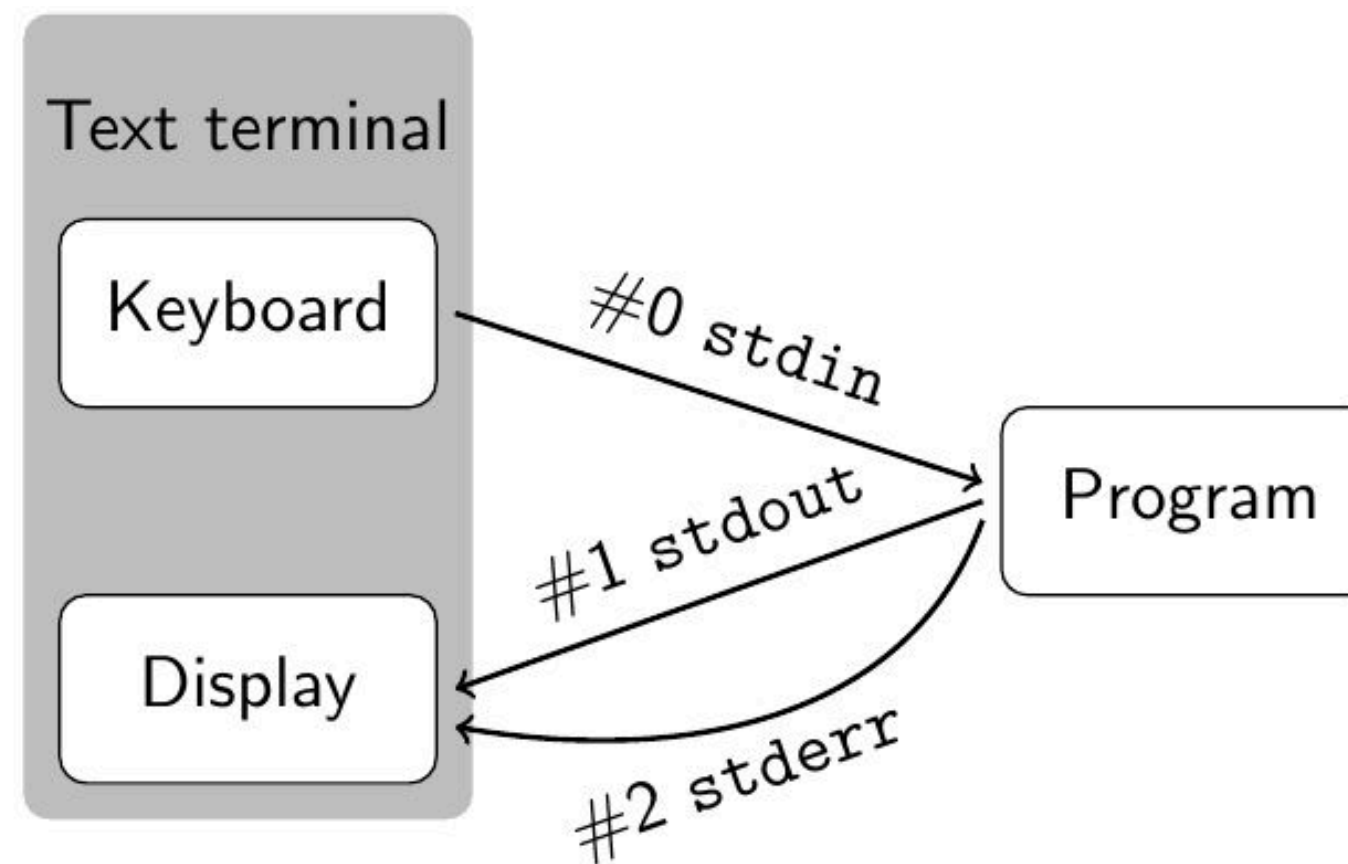 Text terminal
Keyboard
#0 stdin
Program
#1 stdout
Display
#2 stderr